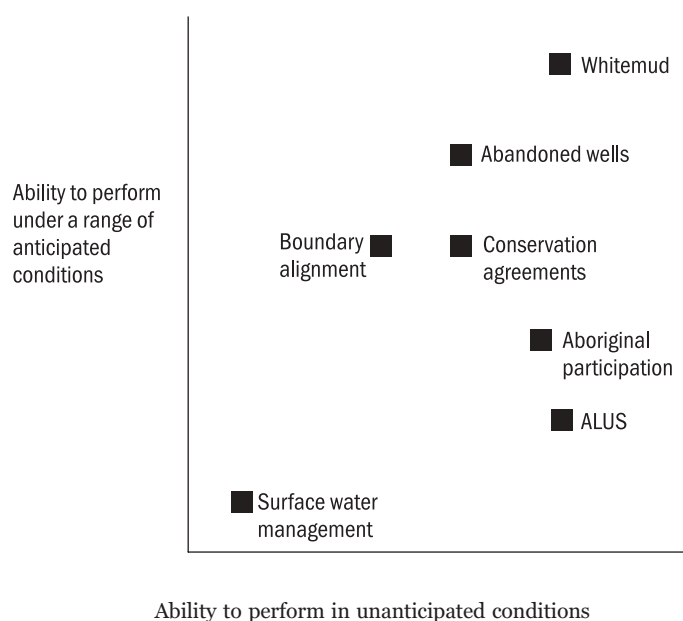 Whitemud
Abandoned wells
Ability to perform
under a range of
anticipated
conditions
Boundary
alignment
Conservation
agreements
Aboriginal
participation
ALUS
Surface water
management
Ability to perform in unanticipated conditions